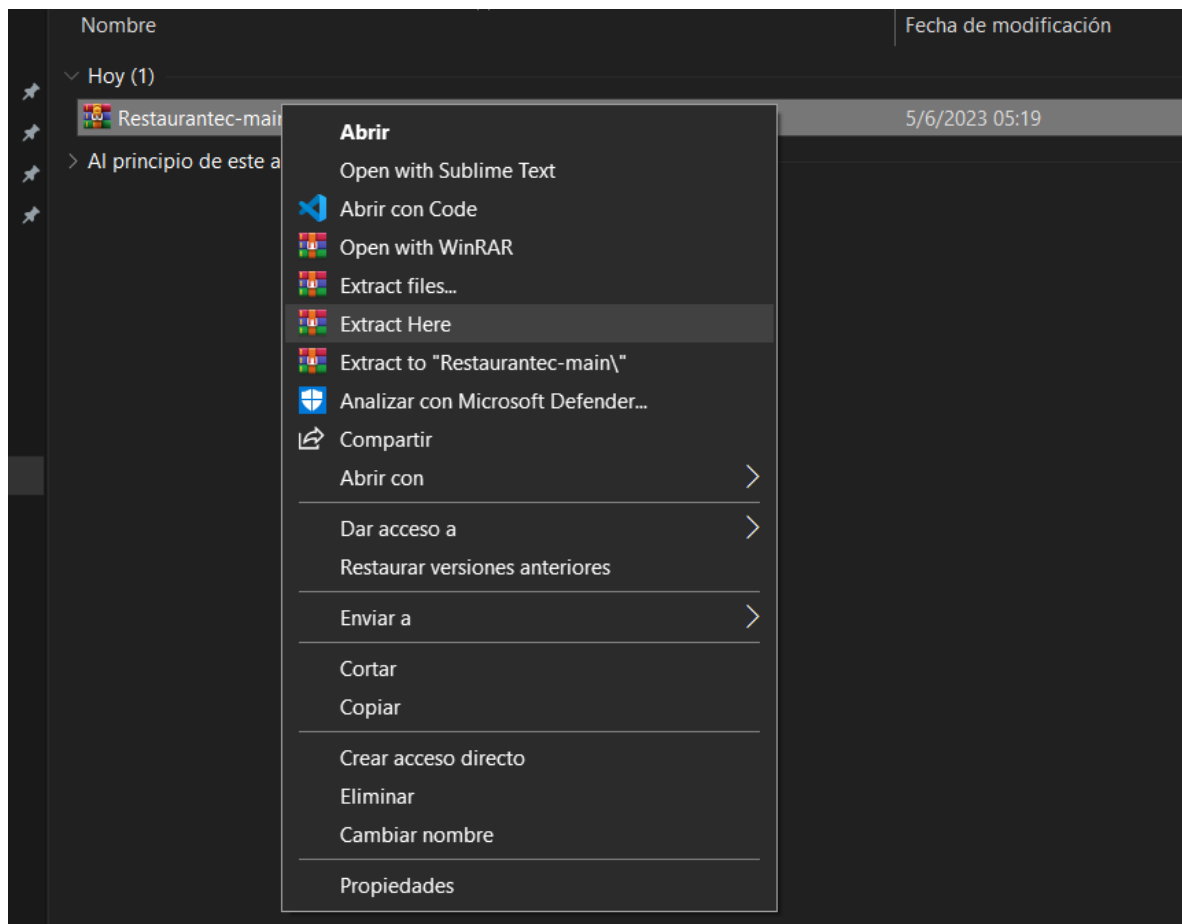 Nombre
Fecha de modificación
Hoy (1)
Restaurantec-main
5/6/2023 05:19
Al principio de este a
Abrir
Open with Sublime Text
Abrir con Code
Open with WinRAR
Extract files...
Extract Here
Extract to "Restaurantec-main\"
Analizar con Microsoft Defender...
Compartir
Abrir con
Dar acceso a
Restaurar versiones anteriores
Enviar a
Cortar
Copiar
Crear acceso directo
Eliminar
Cambiar nombre
Propiedades